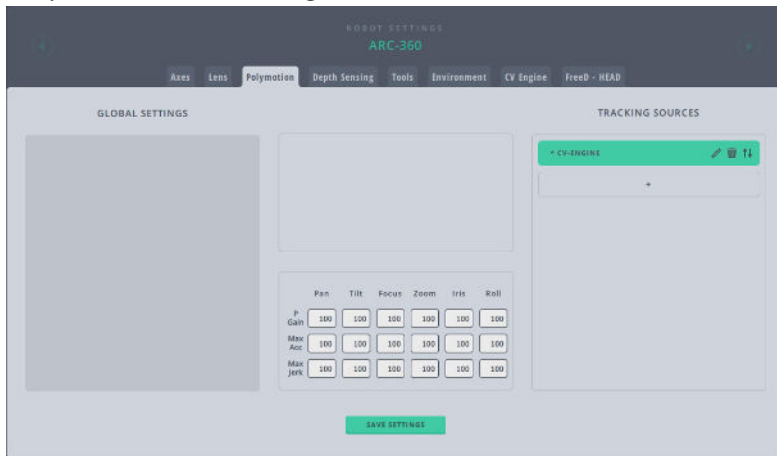 ROBOT SETTINGS
ARC-360
Axes Lens Polymotion Depth Sensing Tools Environment CV Engine FreeD - HEAD
GLOBAL SETTINGS
TRACKING SOURCES
CV-ENGINE
+
Pan Tilt Focus Zoom Iris Roll
P Gain 100 100 100 100 100 100
Max Acc 100 100 100 100 100 100
Max Jerk 100 100 100 100 100 100
SAVE SETTINGS